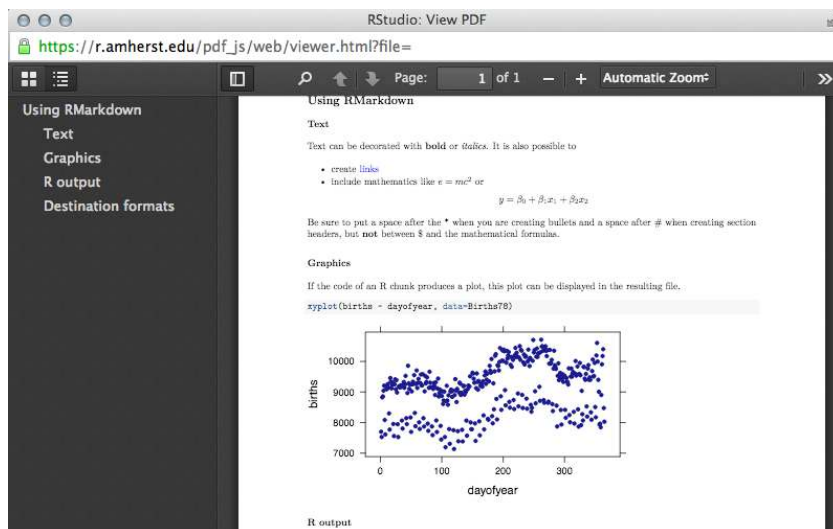 RStudio: View PDF
https://r.amherst.edu/pdf_js/web/viewer.html?file=
Page: 1 of 1 − + Automatic Zoom
Using RMarkdown
Text
Graphics
R output
Destination formats
Using RMarkdown
Text
Text can be decorated with bold or italics. It is also possible to
• create links
• include mathematics like e = mc² or
y = β₀ + β₁x₁ + β₂x₂
Be sure to put a space after the * when you are creating bullets and a space after # when creating section
headers, but not between $ and the mathematical formulas.
Graphics
If the code of an R chunk produces a plot, this plot can be displayed in the resulting file.
xyplot(births ~ dayofyear, data=Births78)
births
10000
9000
8000
7000
0 100 200 300
dayofyear
R output